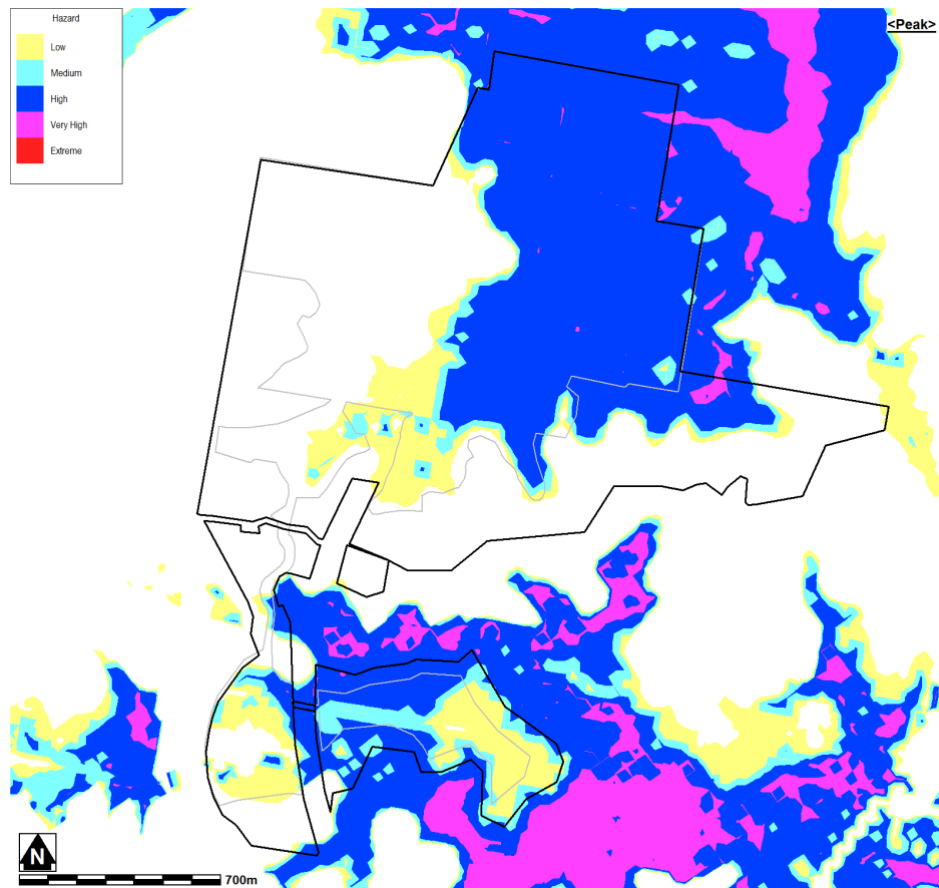 Hazard
Low
Medium
High
Very High
Extreme
<Peak>
N
700m